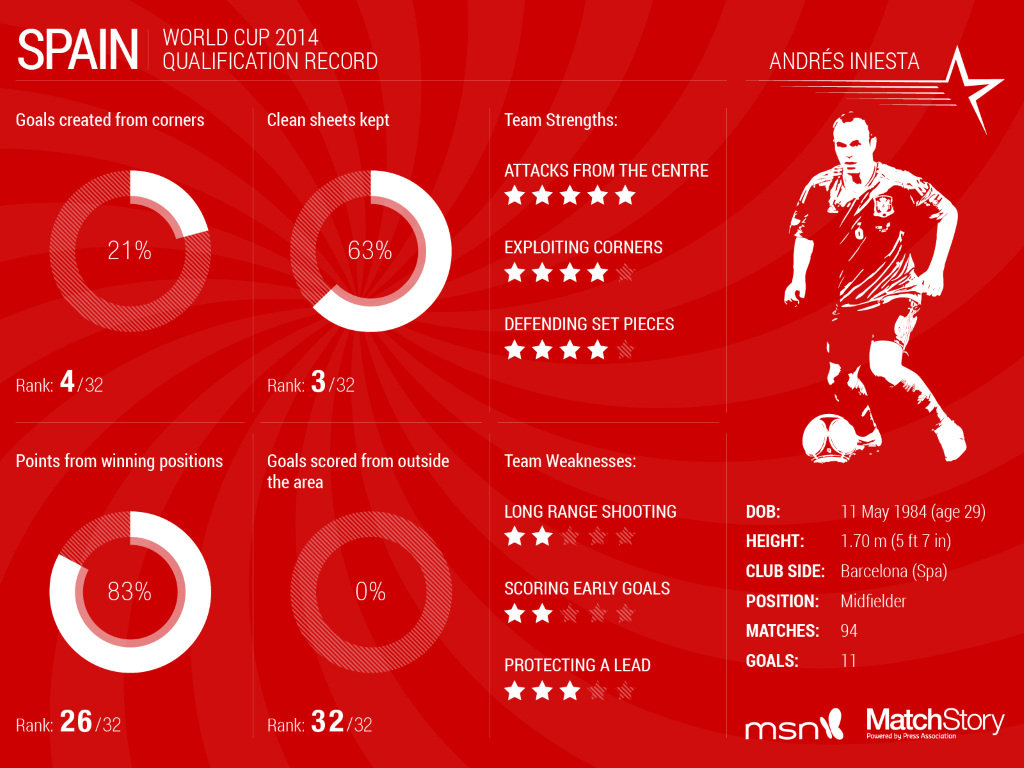 SPAIN
WORLD CUP 2014
QUALIFICATION RECORD
ANDRÉS INIESTA
Goals created from corners
21%
Rank: 4/32
Clean sheets kept
63%
Rank: 3/32
Team Strengths:
ATTACKS FROM THE CENTRE
EXPLOITING CORNERS
DEFENDING SET PIECES
Points from winning positions
83%
Rank: 26/32
Goals scored from outside
the area
0%
Rank: 32/32
Team Weaknesses:
LONG RANGE SHOOTING
SCORING EARLY GOALS
PROTECTING A LEAD
6
DOB: 11 May 1984 (age 29)
HEIGHT: 1.70 m (5 ft 7 in)
CLUB SIDE: Barcelona (Spa)
POSITION: Midfielder
MATCHES: 94
GOALS: 11
msn
MatchStory
Powered by Press Association